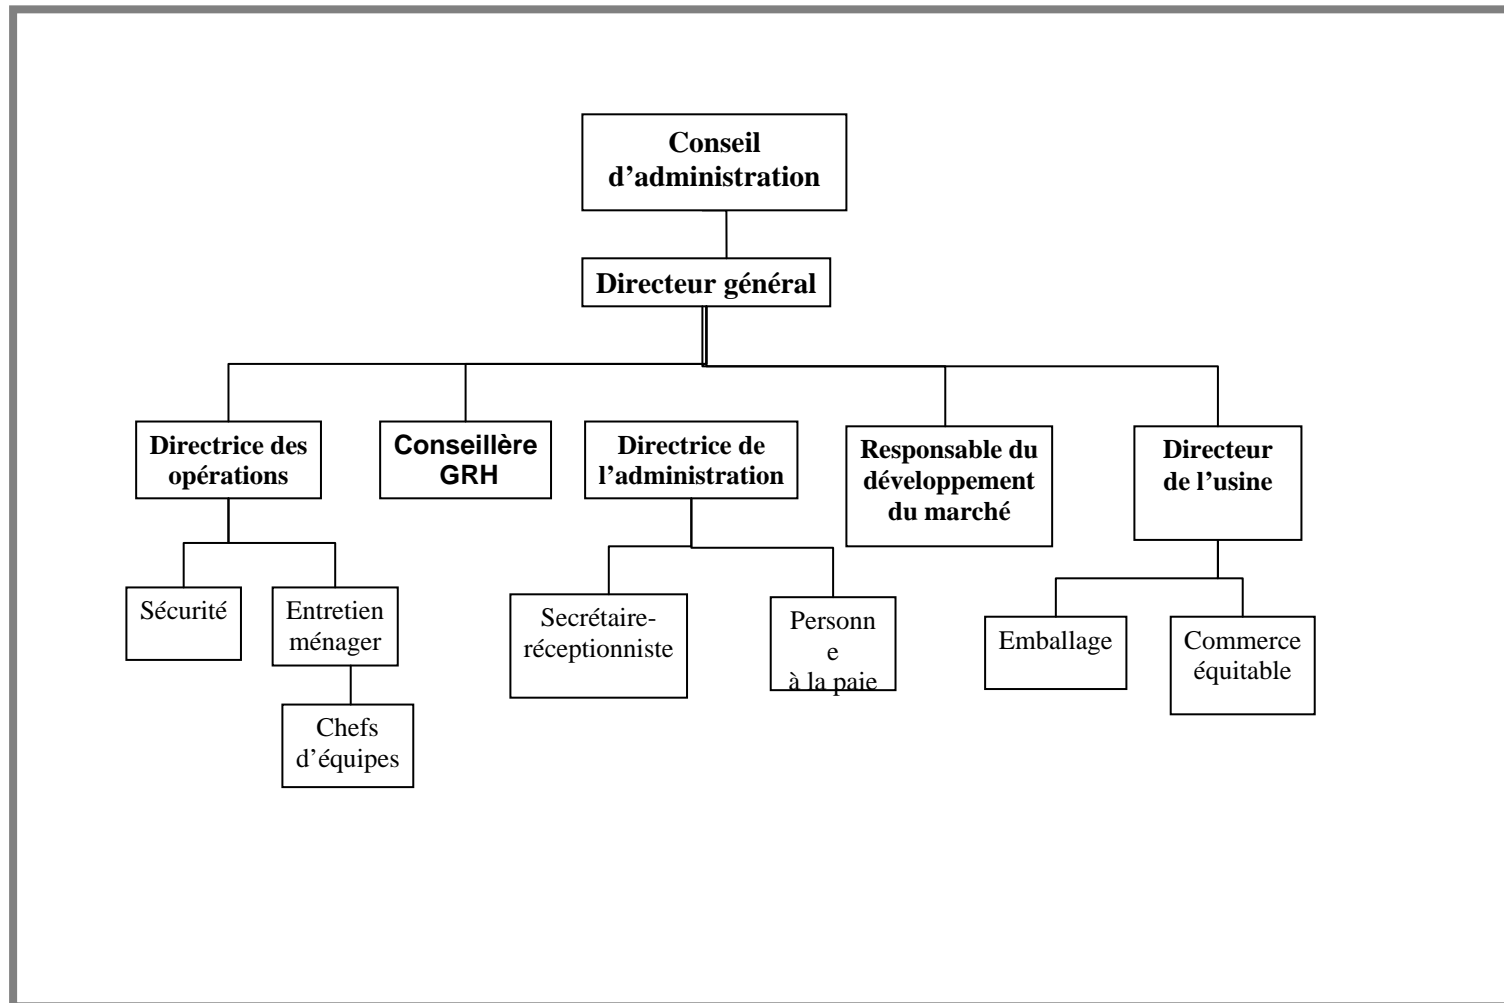 Conseil
d’administration
Directeur général
Directrice des
opérations
Conseillère
GRH
Directrice de
l’administration
Responsable du
développement
du marché
Directeur
de l’usine
Sécurité
Entretien
ménager
Chefs
d’équipes
Secrétaire-
réceptionniste
Personn
e
à la paie
Emballage
Commerce
équitable